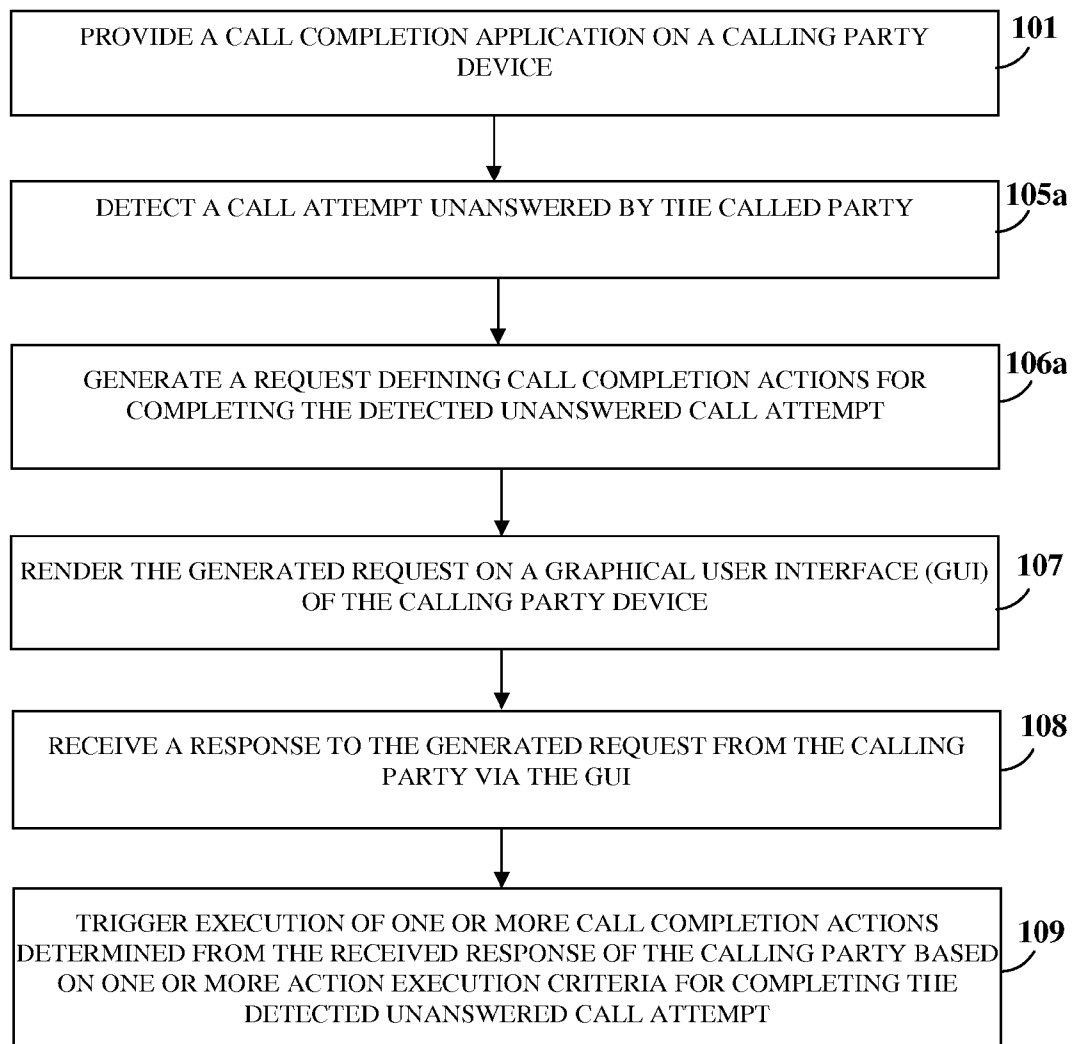 PROVIDE A CALL COMPLETION APPLICATION ON A CALLING PARTY
DEVICE
101
DETECT A CALL ATTEMPT UNANSWERED BY THE CALLED PARTY
105a
GENERATE A REQUEST DEFINING CALL COMPLETION ACTIONS FOR
COMPLETING THE DETECTED UNANSWERED CALL ATTEMPT
106a
RENDER THE GENERATED REQUEST ON A GRAPHICAL USER INTERFACE (GUI)
OF THE CALLING PARTY DEVICE
107
RECEIVE A RESPONSE TO THE GENERATED REQUEST FROM THE CALLING
PARTY VIA THE GUI
108
TRIGGER EXECUTION OF ONE OR MORE CALL COMPLETION ACTIONS
DETERMINED FROM THE RECEIVED RESPONSE OF THE CALLING PARTY BASED
ON ONE OR MORE ACTION EXECUTION CRITERIA FOR COMPLETING THE
DETECTED UNANSWERED CALL ATTEMPT
109